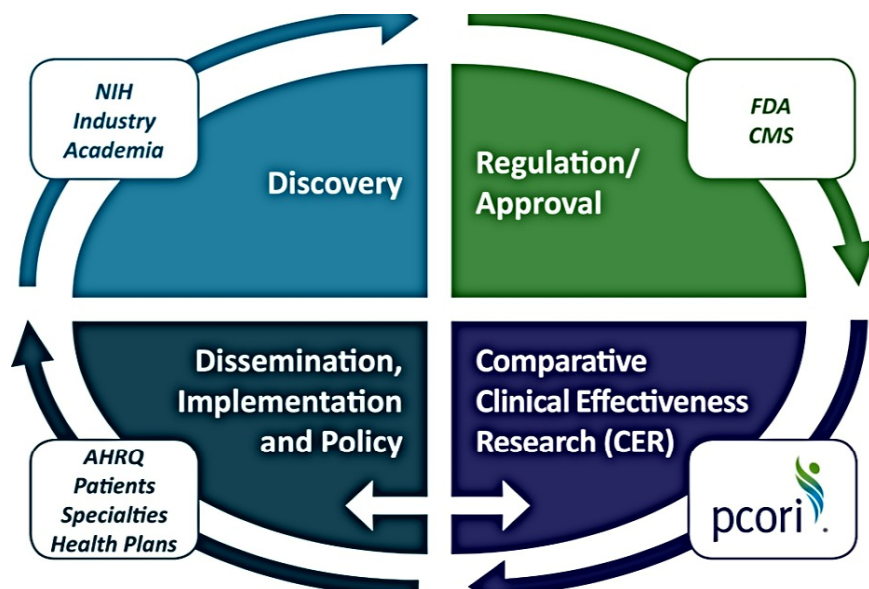 NIH
Industry
Academia
Discovery
Regulation/
Approval
FDA
CMS
Dissemination,
Implementation
and Policy
Comparative
Clinical Effectiveness
Research (CER)
AHRQ
Patients
Specialties
Health Plans
pcori